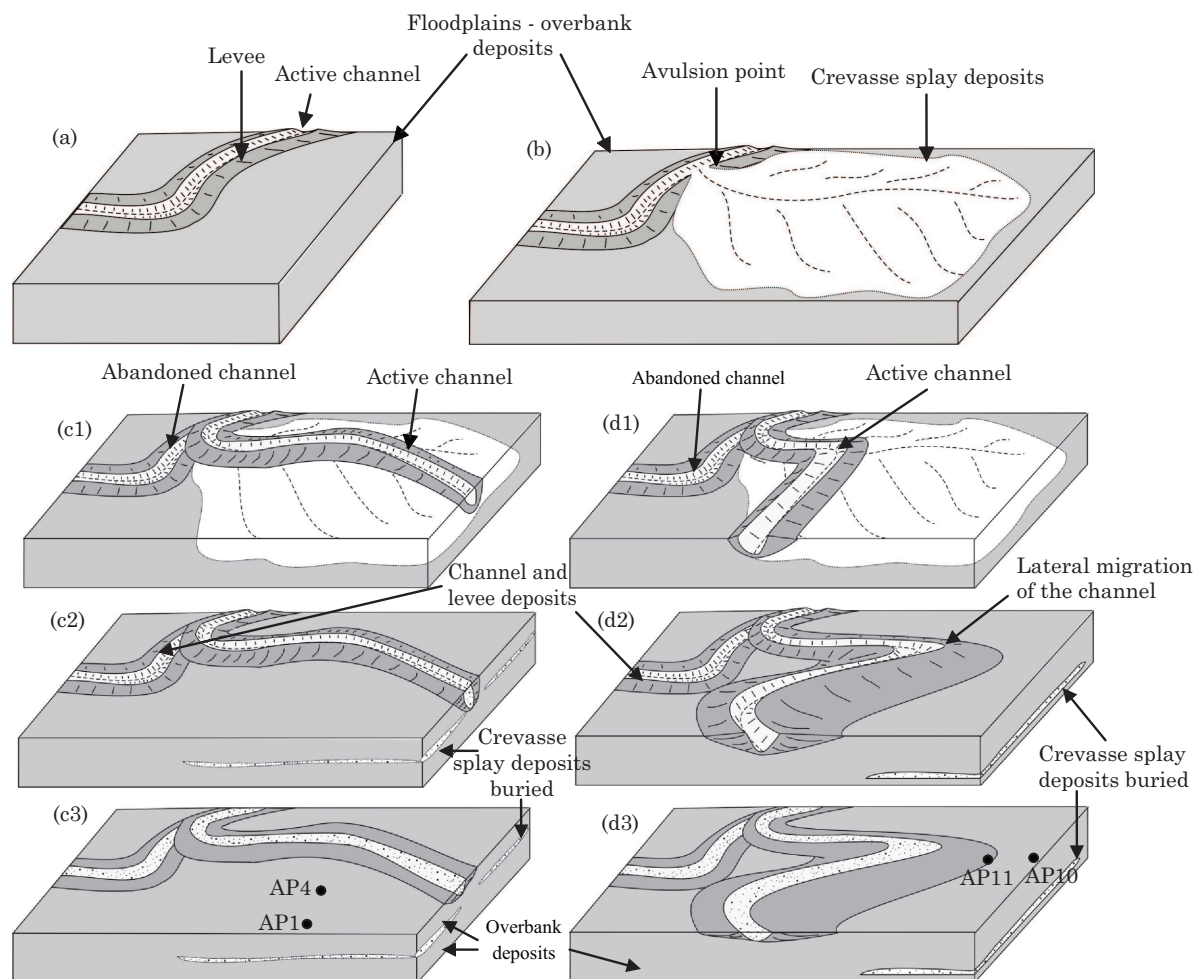 Floodplains - overbank
deposits
Levee
Active channel
Avulsion point
Crevasse splay deposits
(a)
(b)
Abandoned channel
Active channel
Abandoned channel
Active channel
(c1)
(d1)
Channel and
levee deposits
Lateral migration
of the channel
(c2)
(d2)
Crevasse
splay deposits
buried
Crevasse splay
deposits buried
(c3)
(d3)
AP4
AP1
AP11
AP10
Overbank
deposits